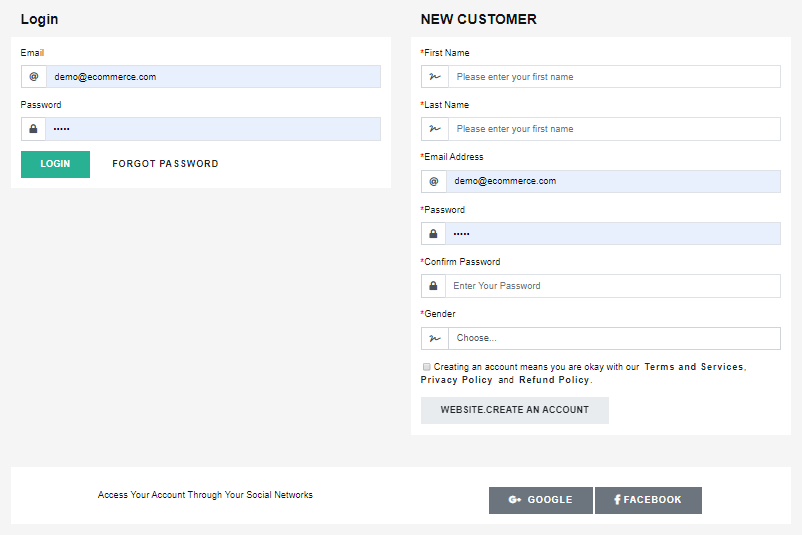 Login
Email
@ demo@ecommerce.com
Password
•••••
LOGIN FORGOT PASSWORD
NEW CUSTOMER
*First Name
Please enter your first name
*Last Name
Please enter your first name
*Email Address
@ demo@ecommerce.com
*Password
•••••
*Confirm Password
Enter Your Password
*Gender
Choose...
Creating an account means you are okay with our Terms and Services,
Privacy Policy and Refund Policy.
WEBSITE.CREATE AN ACCOUNT
Access Your Account Through Your Social Networks
G+ GOOGLE f FACEBOOK